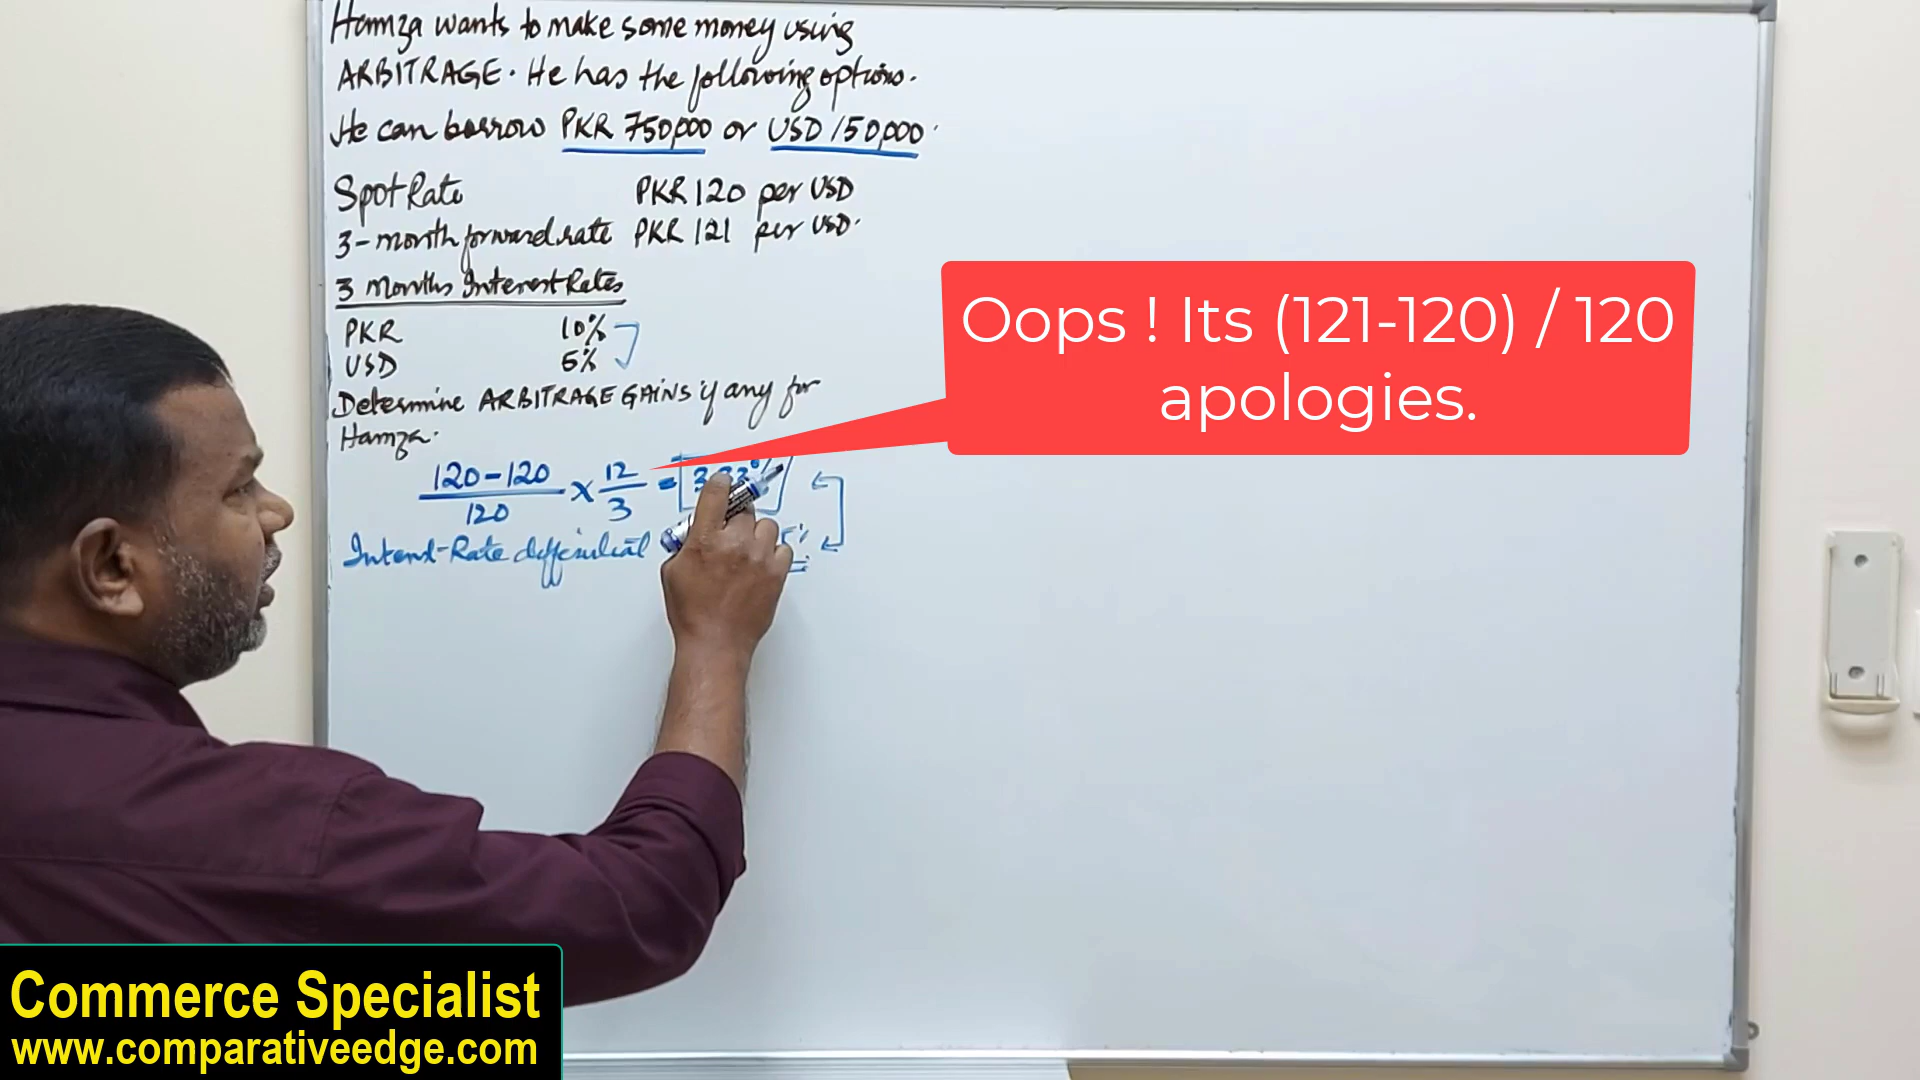 Hamza wants to make some money using
ARBITRAGE. He has the following options.
He can borrow PKR 750,000 or USD 150,000.
Spot Rate PKR 120 per USD
3-month forward rate PKR 121 per USD.
3 Months Interest Rates
PKR 10%
USD 5%
Determine ARBITRAGE GAINS if any for
Hamza.
120-120 / 120 × 12 / 3 =
Interest-Rate differential 5%
Oops ! Its (121-120) / 120
apologies.
Commerce Specialist
www.comparativeedge.com